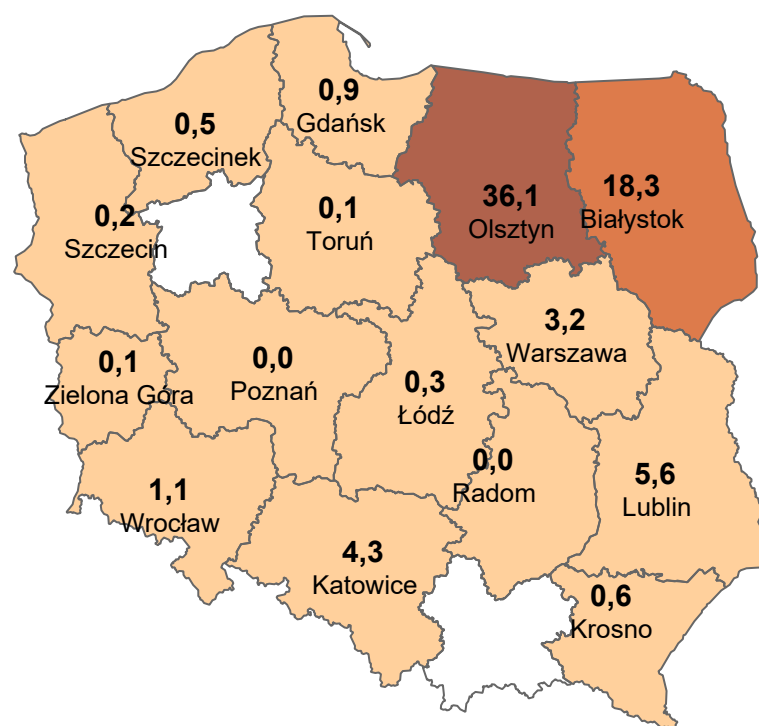 0,9
Gdańsk
0,5
Szczecinek
36,1
Olsztyn
18,3
Białystok
0,2
Szczecin
0,1
Toruń
3,2
Warszawa
0,1
Zielona Góra
0,0
Poznań
0,3
Łódź
0,0
Radom
5,6
Lublin
1,1
Wrocław
4,3
Katowice
0,6
Krosno